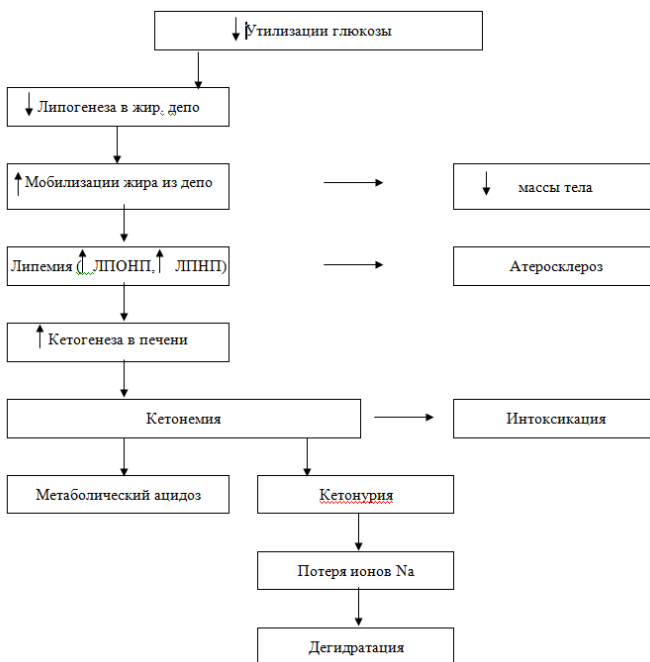 ↓ Утилизации глюкозы
↓ Липогенеза в жир. депо
↑ Мобилизации жира из депо
↓ массы тела
Липемия (↑ ЛПОНП, ↑ ЛПНП)
Атеросклероз
↑ Кетогенеза в печени
Кетонемия
Интоксикация
Метаболический ацидоз
Кетонурия
Потеря ионов Na
Дегидратация